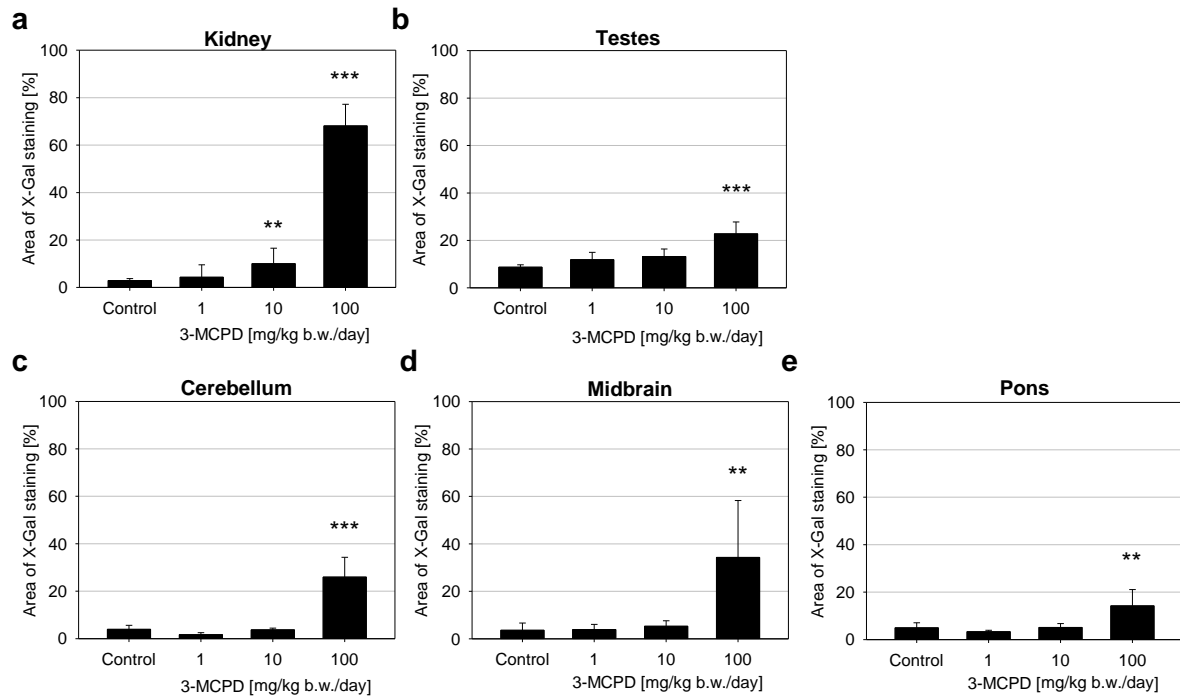 a
Kidney
Area of X-Gal staining [%]
100
80
60
40
20
0
***
**
Control 1 10 100
3-MCPD [mg/kg b.w./day]
b
Testes
Area of X-Gal staining [%]
100
80
60
40
20
0
***
Control 1 10 100
3-MCPD [mg/kg b.w./day]
c
Cerebellum
Area of X-Gal staining [%]
100
80
60
40
20
0
***
Control 1 10 100
3-MCPD [mg/kg b.w./day]
d
Midbrain
Area of X-Gal staining [%]
100
80
60
40
20
0
**
Control 1 10 100
3-MCPD [mg/kg b.w./day]
e
Pons
Area of X-Gal staining [%]
100
80
60
40
20
0
**
Control 1 10 100
3-MCPD [mg/kg b.w./day]